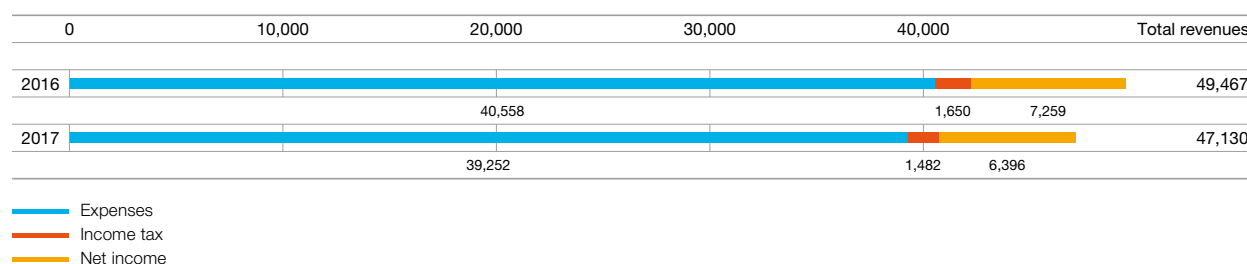 0 10,000 20,000 30,000 40,000 Total revenues
2016 49,467
40,558 1,650 7,259
2017 47,130
39,252 1,482 6,396
Expenses
Income tax
Net income